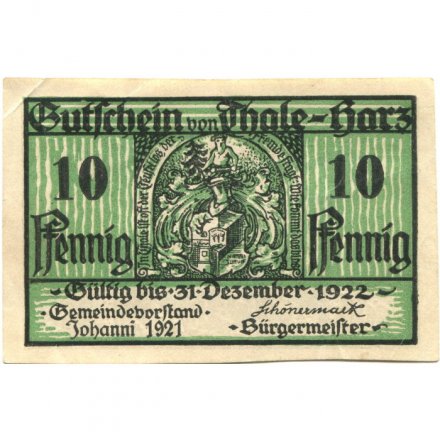 Gutschein von Thale-Harz
10 Pfennig
10 Pfennig
Gültig bis 31 Dezember 1922
Gemeindevorstand.
Johanni 1921
Schönermark
Bürgermeister